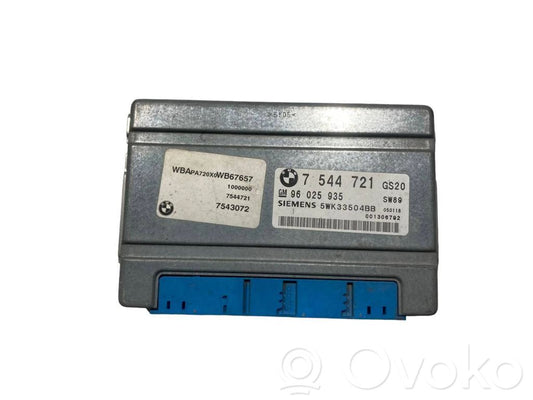 WBAPA720X0WB67657
1000000
7544721
7543072
7 544 721 GS20
GM 96 025 935 SW89
SIEMENS 5WK33504BB 050118
001306792
Ovoko